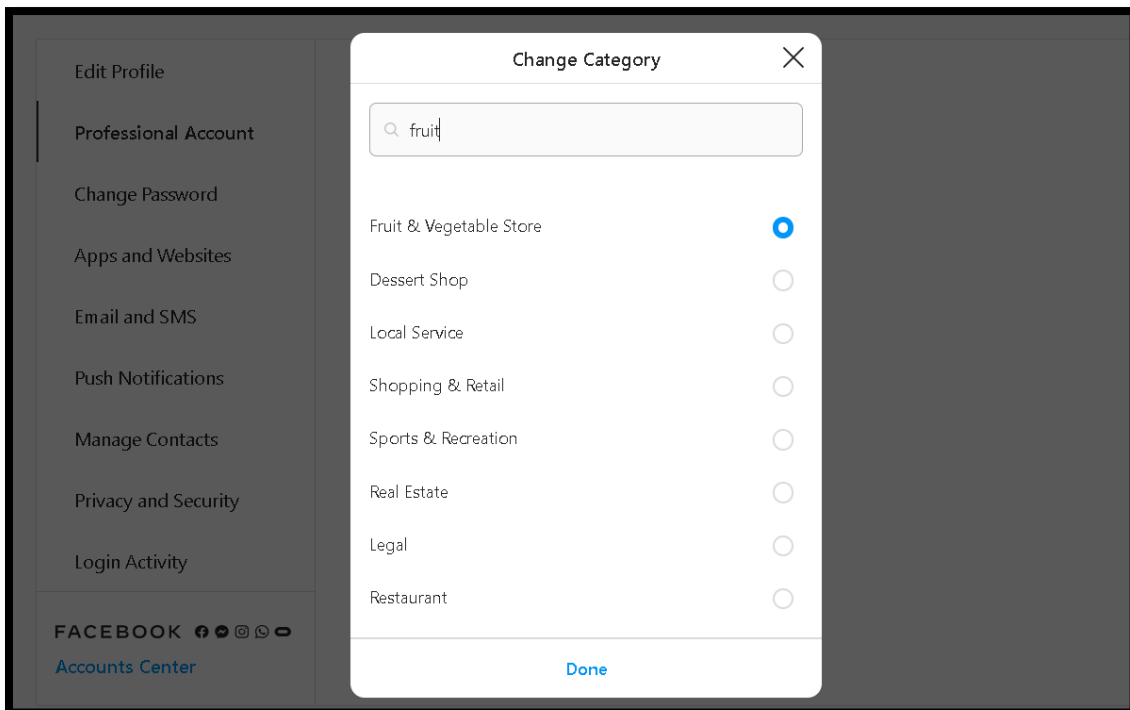 Change Category
fruit
Fruit & Vegetable Store
Dessert Shop
Local Service
Shopping & Retail
Sports & Recreation
Real Estate
Legal
Restaurant
Done
Edit Profile
Professional Account
Change Password
Apps and Websites
Email and SMS
Push Notifications
Manage Contacts
Privacy and Security
Login Activity
FACEBOOK
Accounts Center